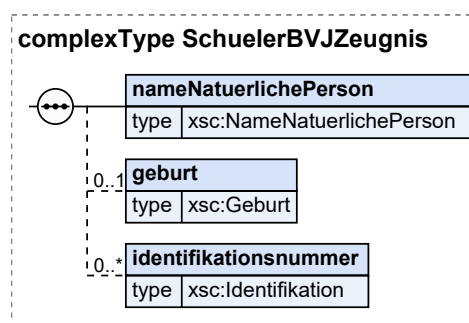 complexType SchuelerBVJZeugnis
nameNatuerlichePerson
type xsc:NameNatuerlichePerson
0..1 geburt
type xsc:Geburt
0..* identifikationsnummer
type xsc:Identifikation